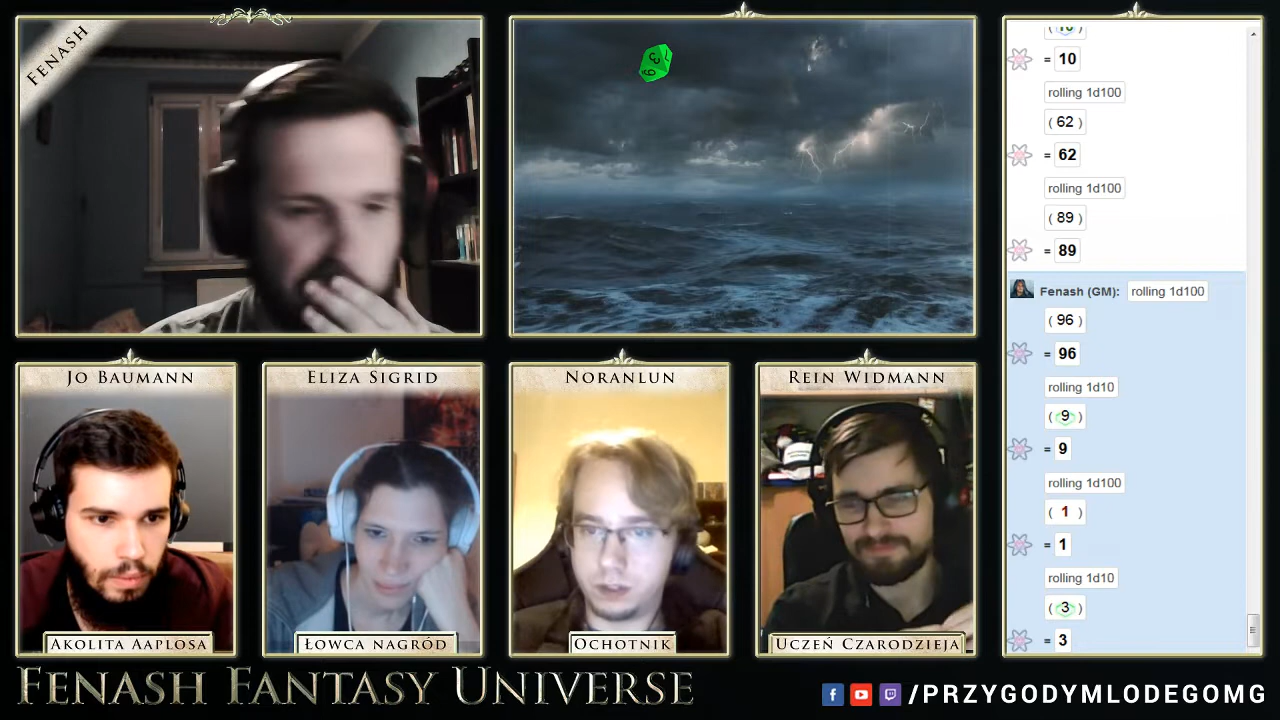 FENASH
JO BAUMANN
AKOLITA AAPLOSA
ELIZA SIGRID
ŁOWCA NAGRÓD
NORANLUN
OCHOTNIK
REIN WIDMANN
UCZEŃ CZARODZIEJA
= 10
rolling 1d100
( 62 )
= 62
rolling 1d100
( 89 )
= 89
Fenash (GM): rolling 1d100
( 96 )
= 96
rolling 1d10
( 9 )
= 9
rolling 1d100
( 1 )
= 1
rolling 1d10
( 3 )
= 3
FENASH FANTASY UNIVERSE
/PRZYGODYMLODEGOMG